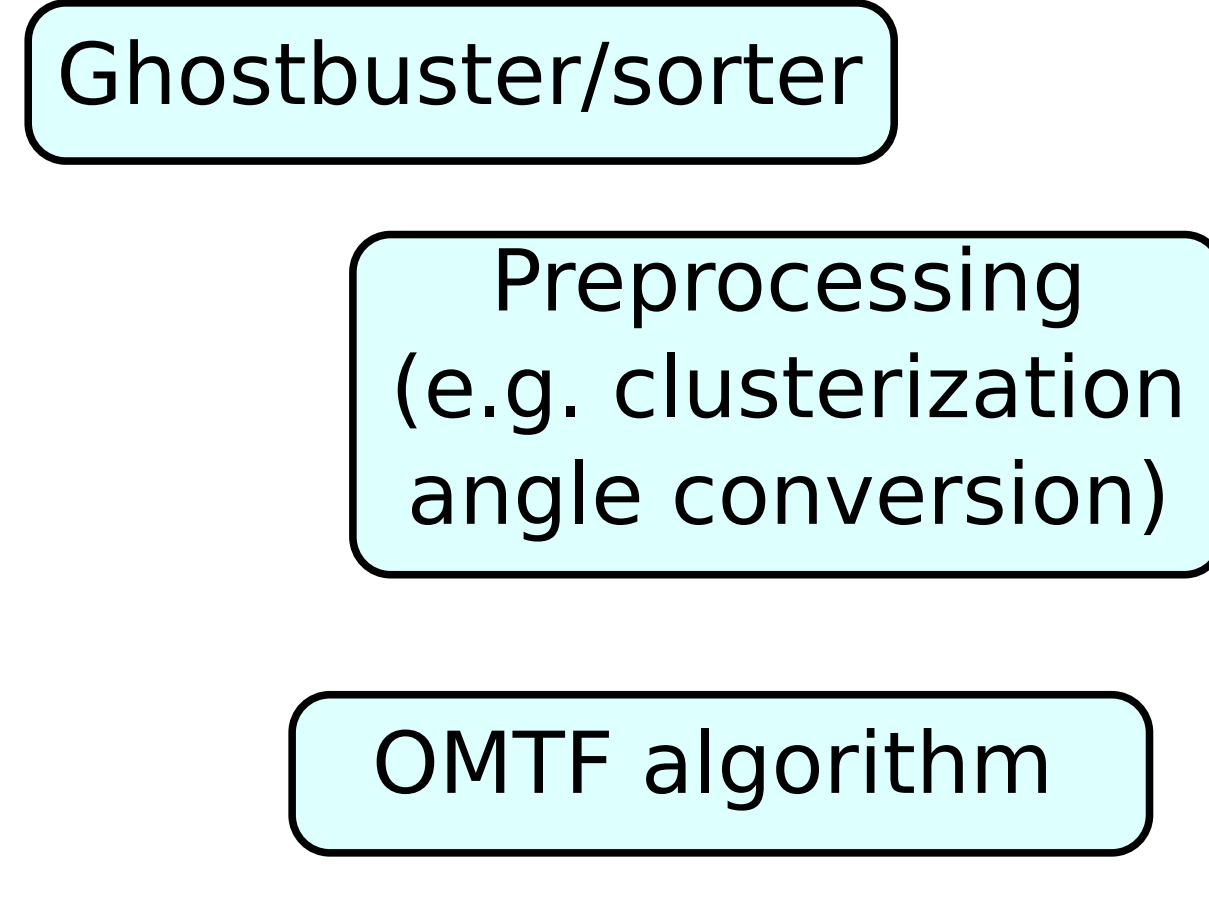 Ghostbuster/sorter
Preprocessing
(e.g. clusterization
angle conversion)
OMTF algorithm